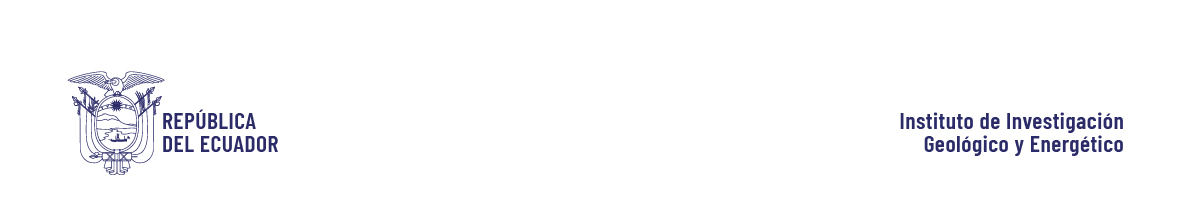 REPÚBLICA
DEL ECUADOR
Instituto de Investigación
Geológico y Energético